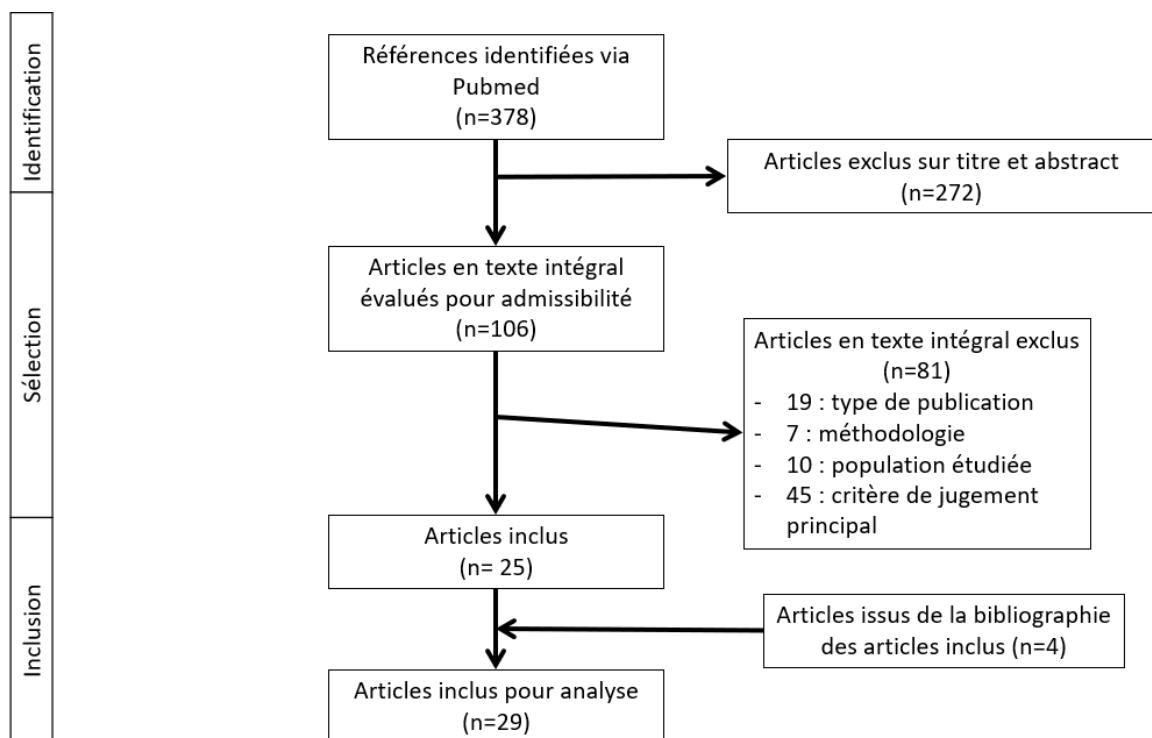 Identification
Références identifiées via
Pubmed
(n=378)
Articles exclus sur titre et abstract
(n=272)
Sélection
Articles en texte intégral
évalués pour admissibilité
(n=106)
Articles en texte intégral exclus
(n=81)
- 19 : type de publication
- 7 : méthodologie
- 10 : population étudiée
- 45 : critère de jugement
principal
Inclusion
Articles inclus
(n= 25)
Articles issus de la bibliographie
des articles inclus (n=4)
Articles inclus pour analyse
(n=29)